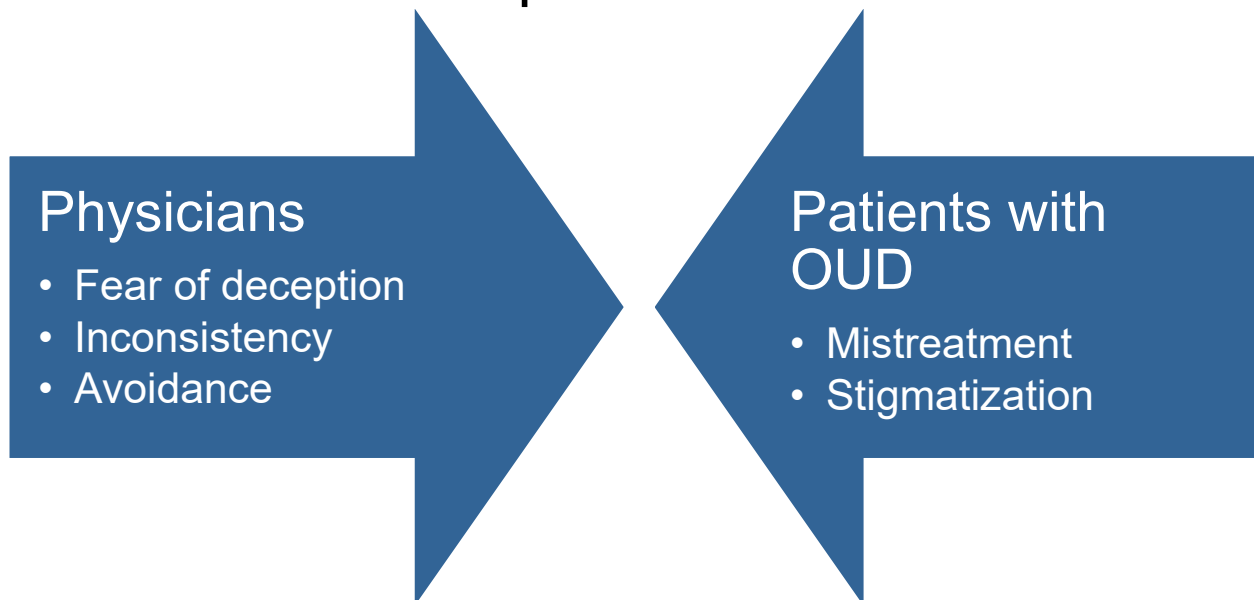 Physicians
• Fear of deception
• Inconsistency
• Avoidance
Patients with
OUD
• Mistreatment
• Stigmatization